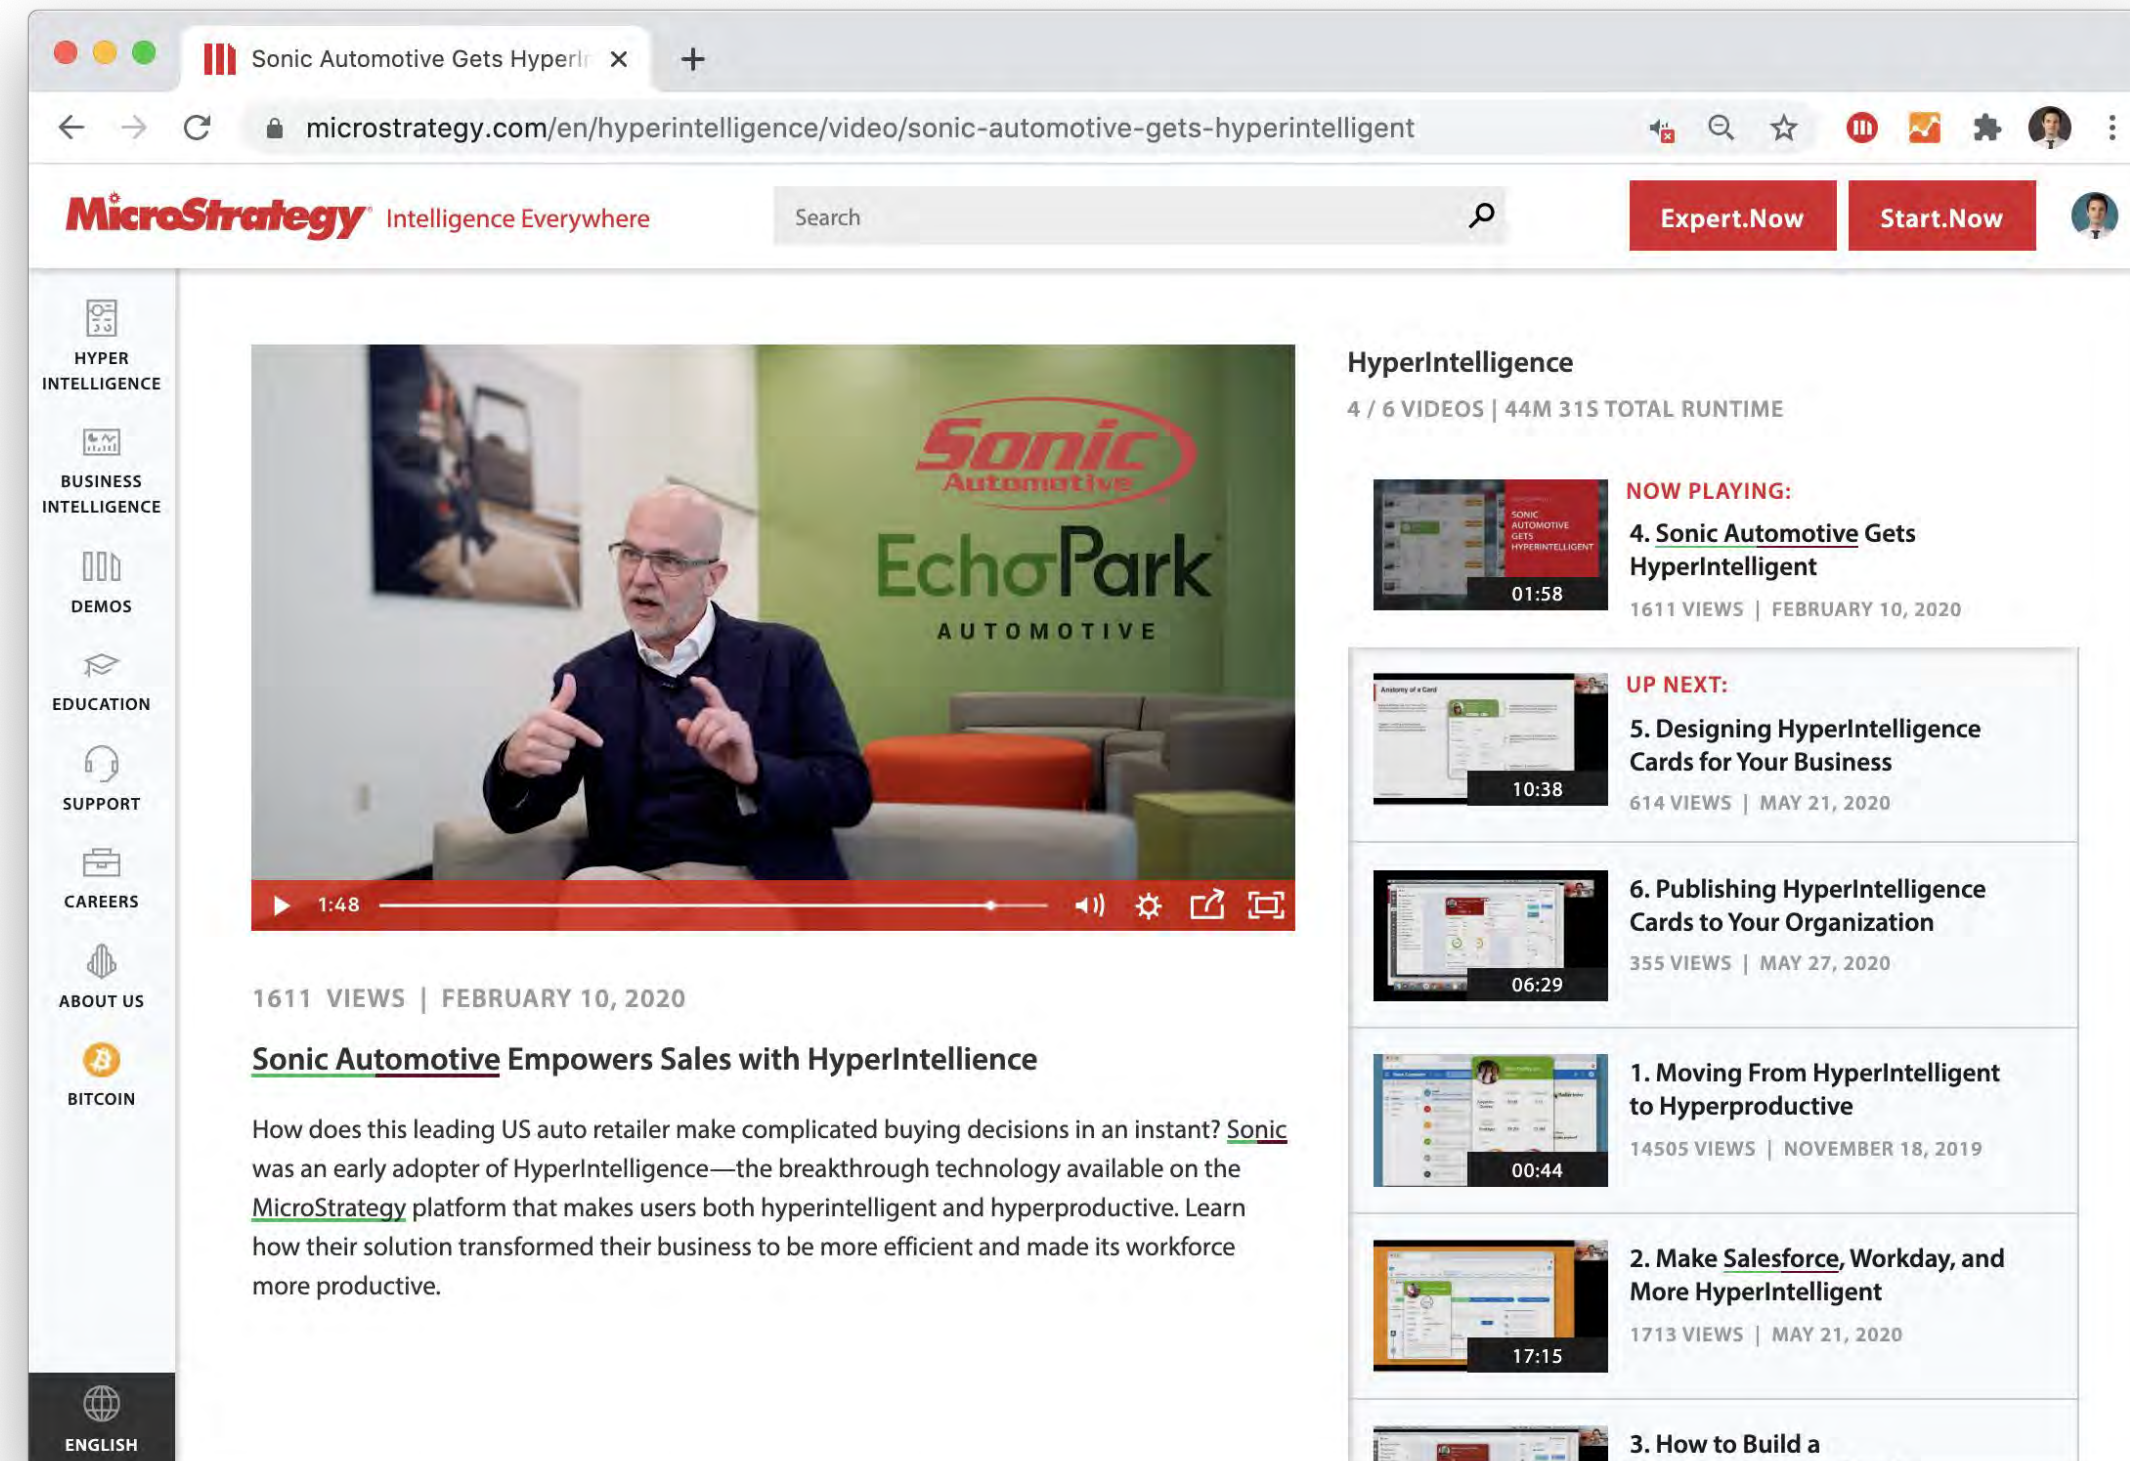 Sonic Automotive Gets HyperI
microstrategy.com/en/hyperintelligence/video/sonic-automotive-gets-hyperintelligent
MicroStrategy Intelligence Everywhere
Search
Expert.Now
Start.Now
HYPER
INTELLIGENCE
BUSINESS
INTELLIGENCE
DEMOS
EDUCATION
SUPPORT
CAREERS
ABOUT US
BITCOIN
ENGLISH
Sonic
Automotive
EchoPark
AUTOMOTIVE
1:48
1611 VIEWS | FEBRUARY 10, 2020
Sonic Automotive Empowers Sales with HyperIntellience
How does this leading US auto retailer make complicated buying decisions in an instant? Sonic
was an early adopter of HyperIntelligence—the breakthrough technology available on the
MicroStrategy platform that makes users both hyperintelligent and hyperproductive. Learn
how their solution transformed their business to be more efficient and made its workforce
more productive.
HyperIntelligence
4 / 6 VIDEOS | 44M 31S TOTAL RUNTIME
SONIC
AUTOMOTIVE
GETS
HYPERINTELLIGENT
01:58
NOW PLAYING:
4. Sonic Automotive Gets
HyperIntelligent
1611 VIEWS | FEBRUARY 10, 2020
Anatomy of a Card
10:38
UP NEXT:
5. Designing HyperIntelligence
Cards for Your Business
614 VIEWS | MAY 21, 2020
06:29
6. Publishing HyperIntelligence
Cards to Your Organization
355 VIEWS | MAY 27, 2020
00:44
1. Moving From HyperIntelligent
to Hyperproductive
14505 VIEWS | NOVEMBER 18, 2019
17:15
2. Make Salesforce, Workday, and
More HyperIntelligent
1713 VIEWS | MAY 21, 2020
3. How to Build a